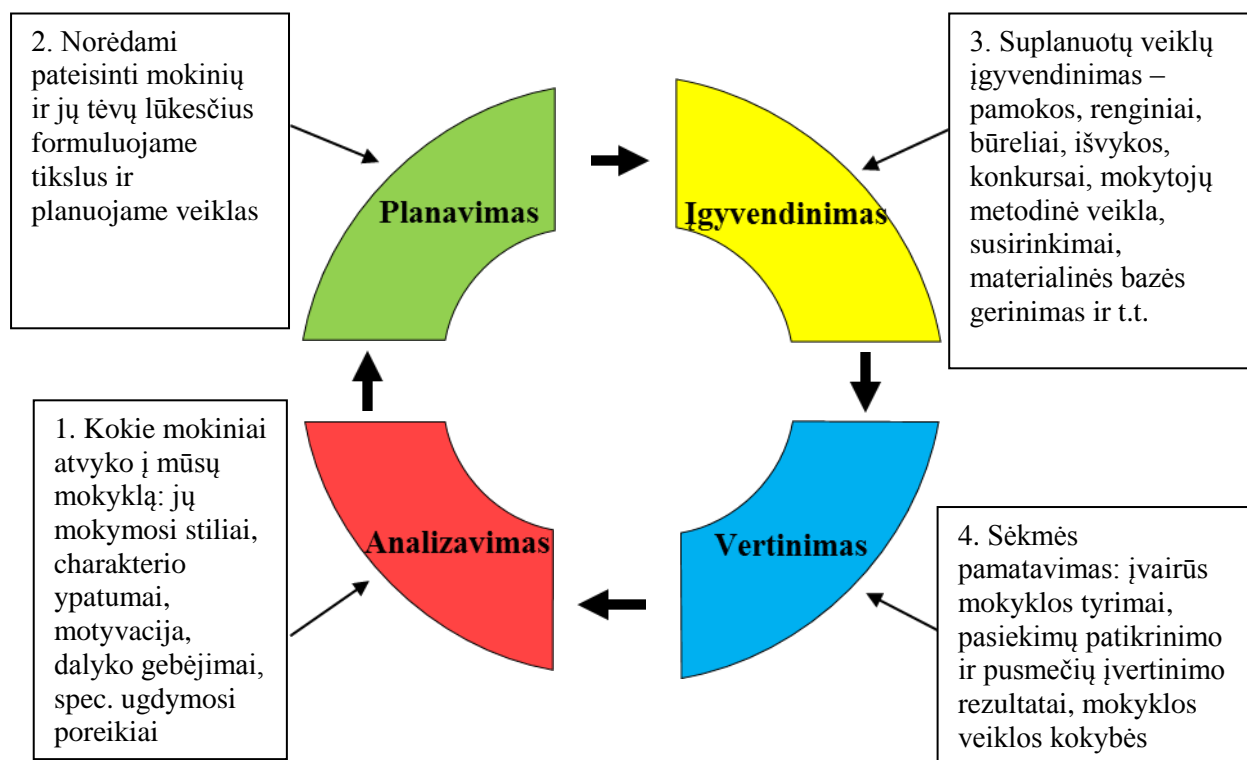 2. Norėdami
pateisinti mokinių
ir jų tėvų lūkesčius
formuluojame
tikslus ir
planuojame veiklas
Planavimas
Įgyvendinimas
3. Suplanuotų veiklų
įgyvendinimas –
pamokos, renginiai,
būreliai, išvykos,
konkursai, mokytojų
metodinė veikla,
susirinkimai,
materialinės bazės
gerinimas ir t.t.
1. Kokie mokiniai
atvyko į mūsų
mokyklą: jų
mokymosi stiliai,
charakterio
ypatumai,
motyvacija,
dalyko gebėjimai,
spec. ugdymosi
poreikiai
Analizavimas
Vertinimas
4. Sėkmės
pamatavimas: įvairūs
mokyklos tyrimai,
pasiekimų patikrinimo
ir pusmečių įvertinimo
rezultatai, mokyklos
veiklos kokybės